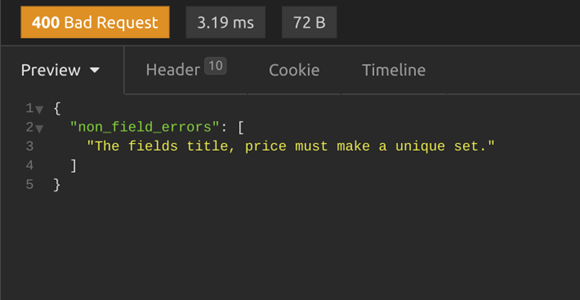 400 Bad Request 3.19 ms 72 B
Preview Header 10 Cookie Timeline
1 {
2 "non_field_errors": [
3 "The fields title, price must make a unique set."
4 ]
5 }